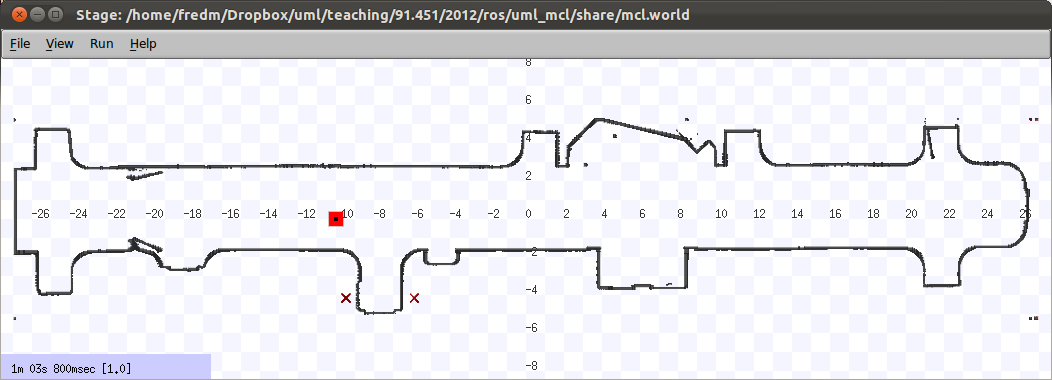 Stage: /home/fredm/Dropbox/uml/teaching/91.451/2012/ros/uml_mcl/share/mcl.world
File View Run Help
8
6
4
2
-26 -24 -22 -20 -18 -16 -14 -12 -10 -8 -6 -4 -2 0 2 4 6 8 10 12 14 16 18 20 22 24 26
-2
-4
-6
-8
1m 03s 800msec [1.0]